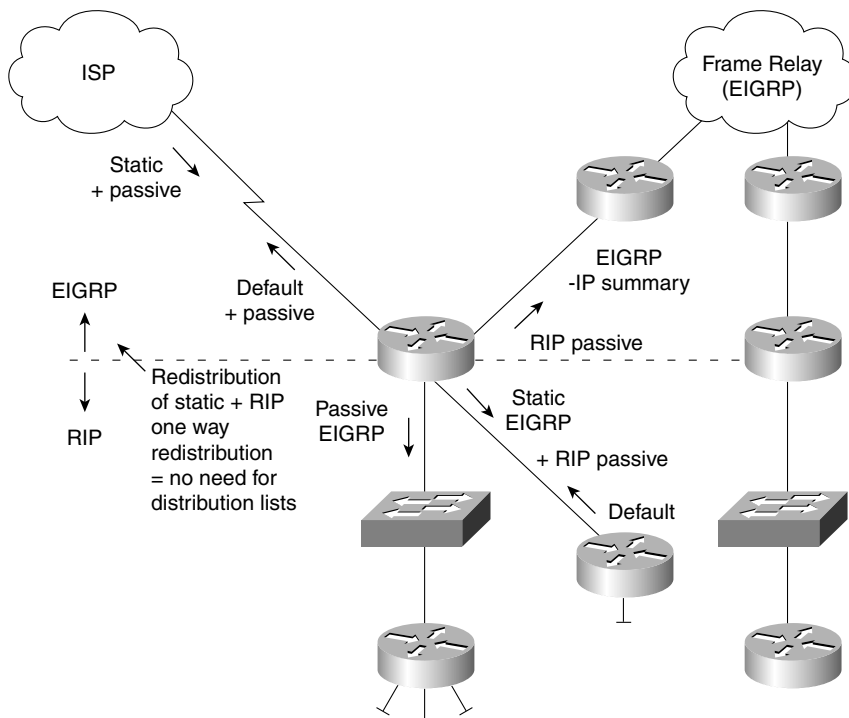 ISP
Frame Relay
(EIGRP)
Static
+ passive
Default
+ passive
EIGRP
-IP summary
EIGRP
RIP passive
RIP
Redistribution
of static + RIP
one way
redistribution
= no need for
distribution lists
Passive
EIGRP
Static
EIGRP
+ RIP passive
Default